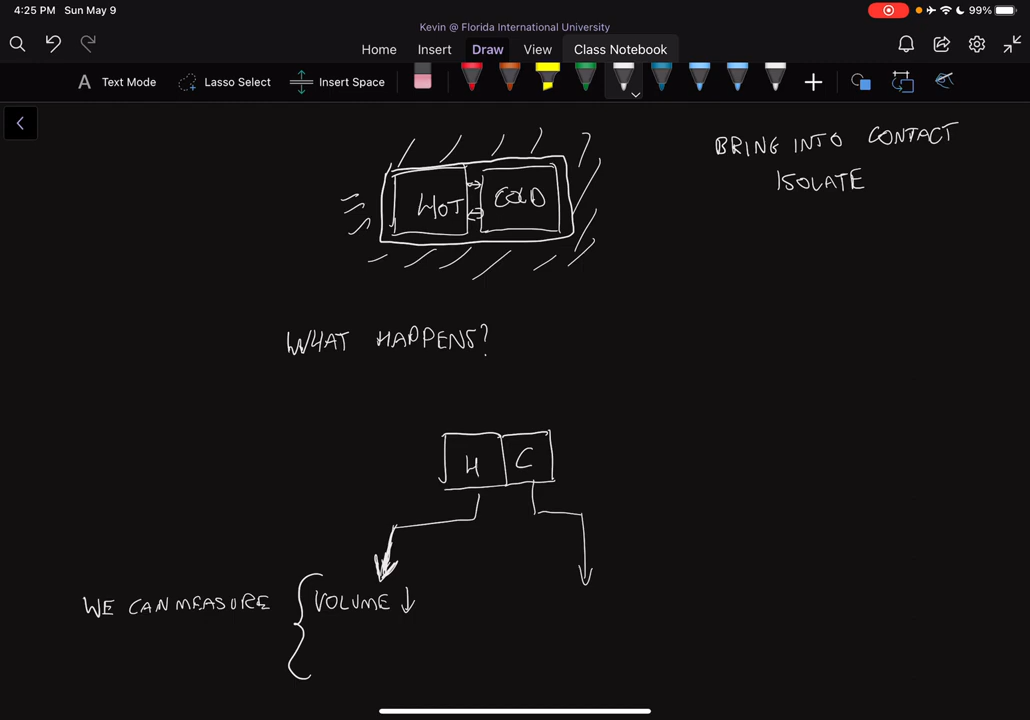 4:25 PM Sun May 9
99%
Kevin @ Florida International University
Home Insert Draw View Class Notebook
A Text Mode Lasso Select Insert Space
BRING INTO CONTACT
ISOLATE
HOT COLD
WHAT HAPPENS?
H C
WE CAN MEASURE { VOLUME ↓